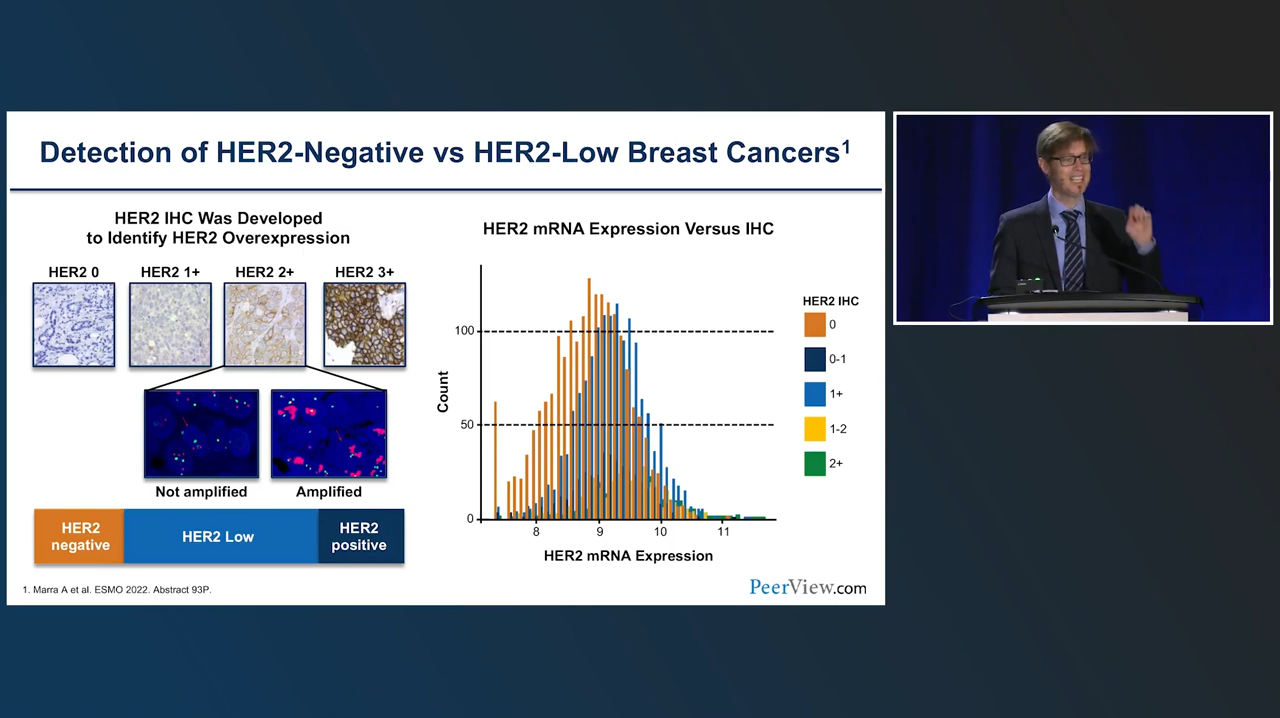 Detection of HER2-Negative vs HER2-Low Breast Cancers1
HER2 IHC Was Developed
to Identify HER2 Overexpression
HER2 0
HER2 1+
HER2 2+
HER2 3+
Not amplified
Amplified
HER2
negative
HER2 Low
HER2
positive
HER2 mRNA Expression Versus IHC
Count
100
50
0
8
9
10
11
HER2 mRNA Expression
HER2 IHC
0
0-1
1+
1-2
2+
1. Marra A et al. ESMO 2022. Abstract 93P.
PeerView.com